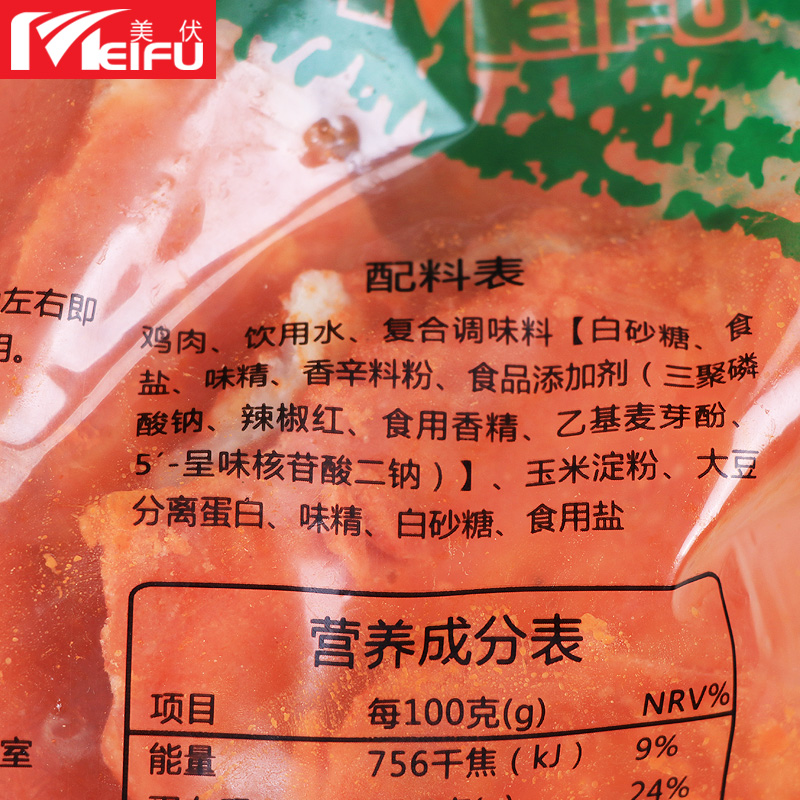 美伏
MEIFU
MEIFU
左右即
用。
配料表
鸡肉、饮用水、复合调味料【白砂糖、食
盐、味精、香辛料粉、食品添加剂（三聚磷
酸钠、辣椒红、食用香精、乙基麦芽酚、
5´-呈味核苷酸二钠）】、玉米淀粉、大豆
分离蛋白、味精、白砂糖、食用盐
营养成分表
项目 每100克(g) NRV%
能量 756千焦（kJ） 9%
24%
室